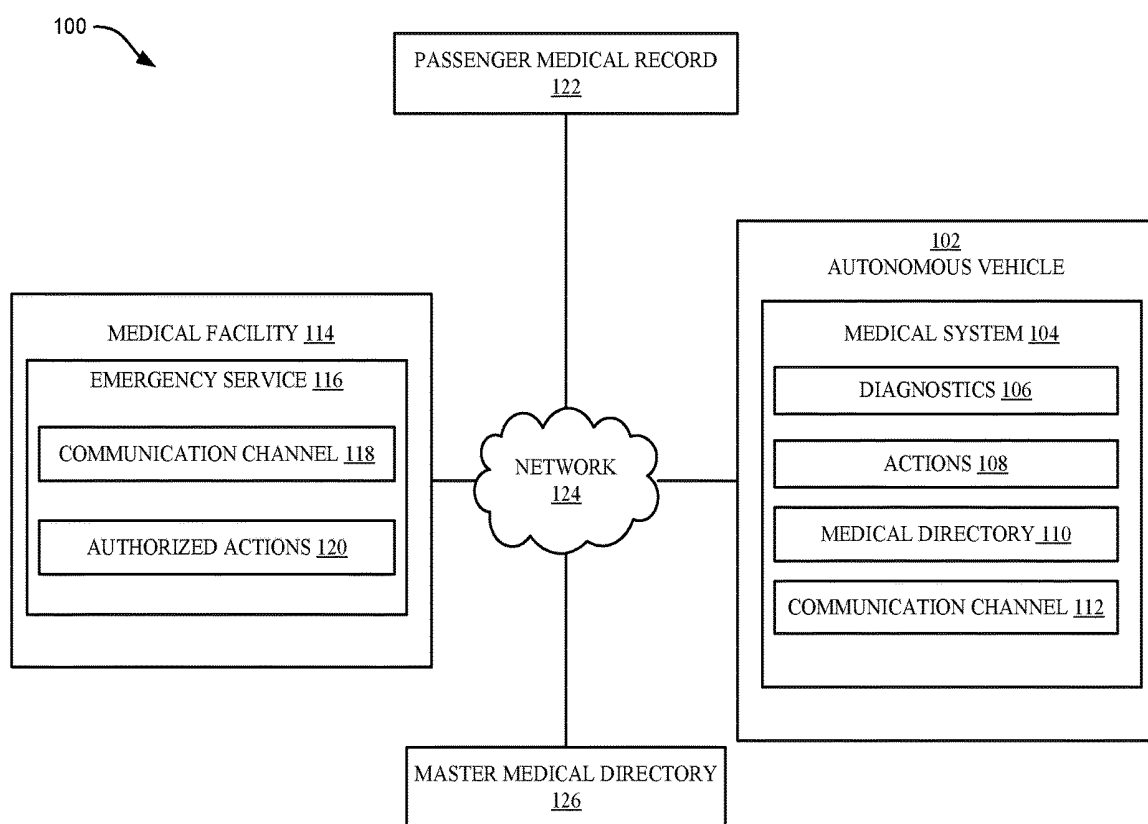 100
PASSENGER MEDICAL RECORD
122
102
AUTONOMOUS VEHICLE
MEDICAL FACILITY 114
MEDICAL SYSTEM 104
EMERGENCY SERVICE 116
DIAGNOSTICS 106
COMMUNICATION CHANNEL 118
ACTIONS 108
NETWORK
124
AUTHORIZED ACTIONS 120
MEDICAL DIRECTORY 110
COMMUNICATION CHANNEL 112
MASTER MEDICAL DIRECTORY
126